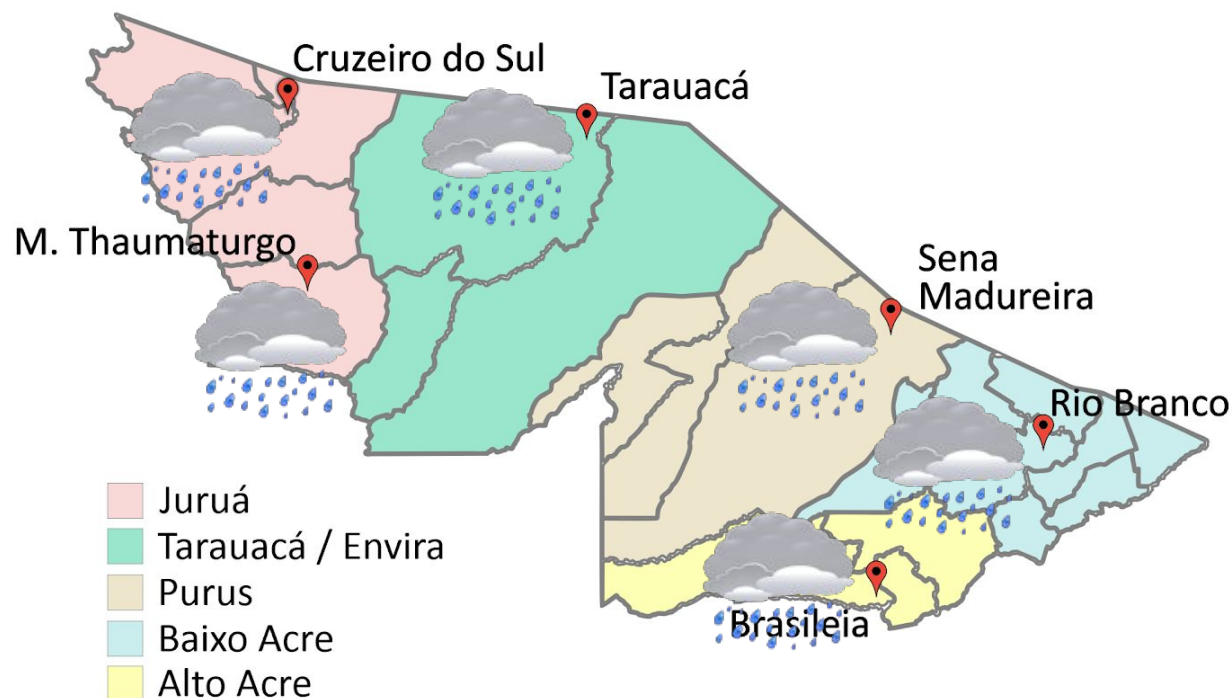 Cruzeiro do Sul
Tarauacá
M. Thaumaturgo
Sena
Madureira
Rio Branco
Brasileia
Juruá
Tarauacá / Envira
Purus
Baixo Acre
Alto Acre